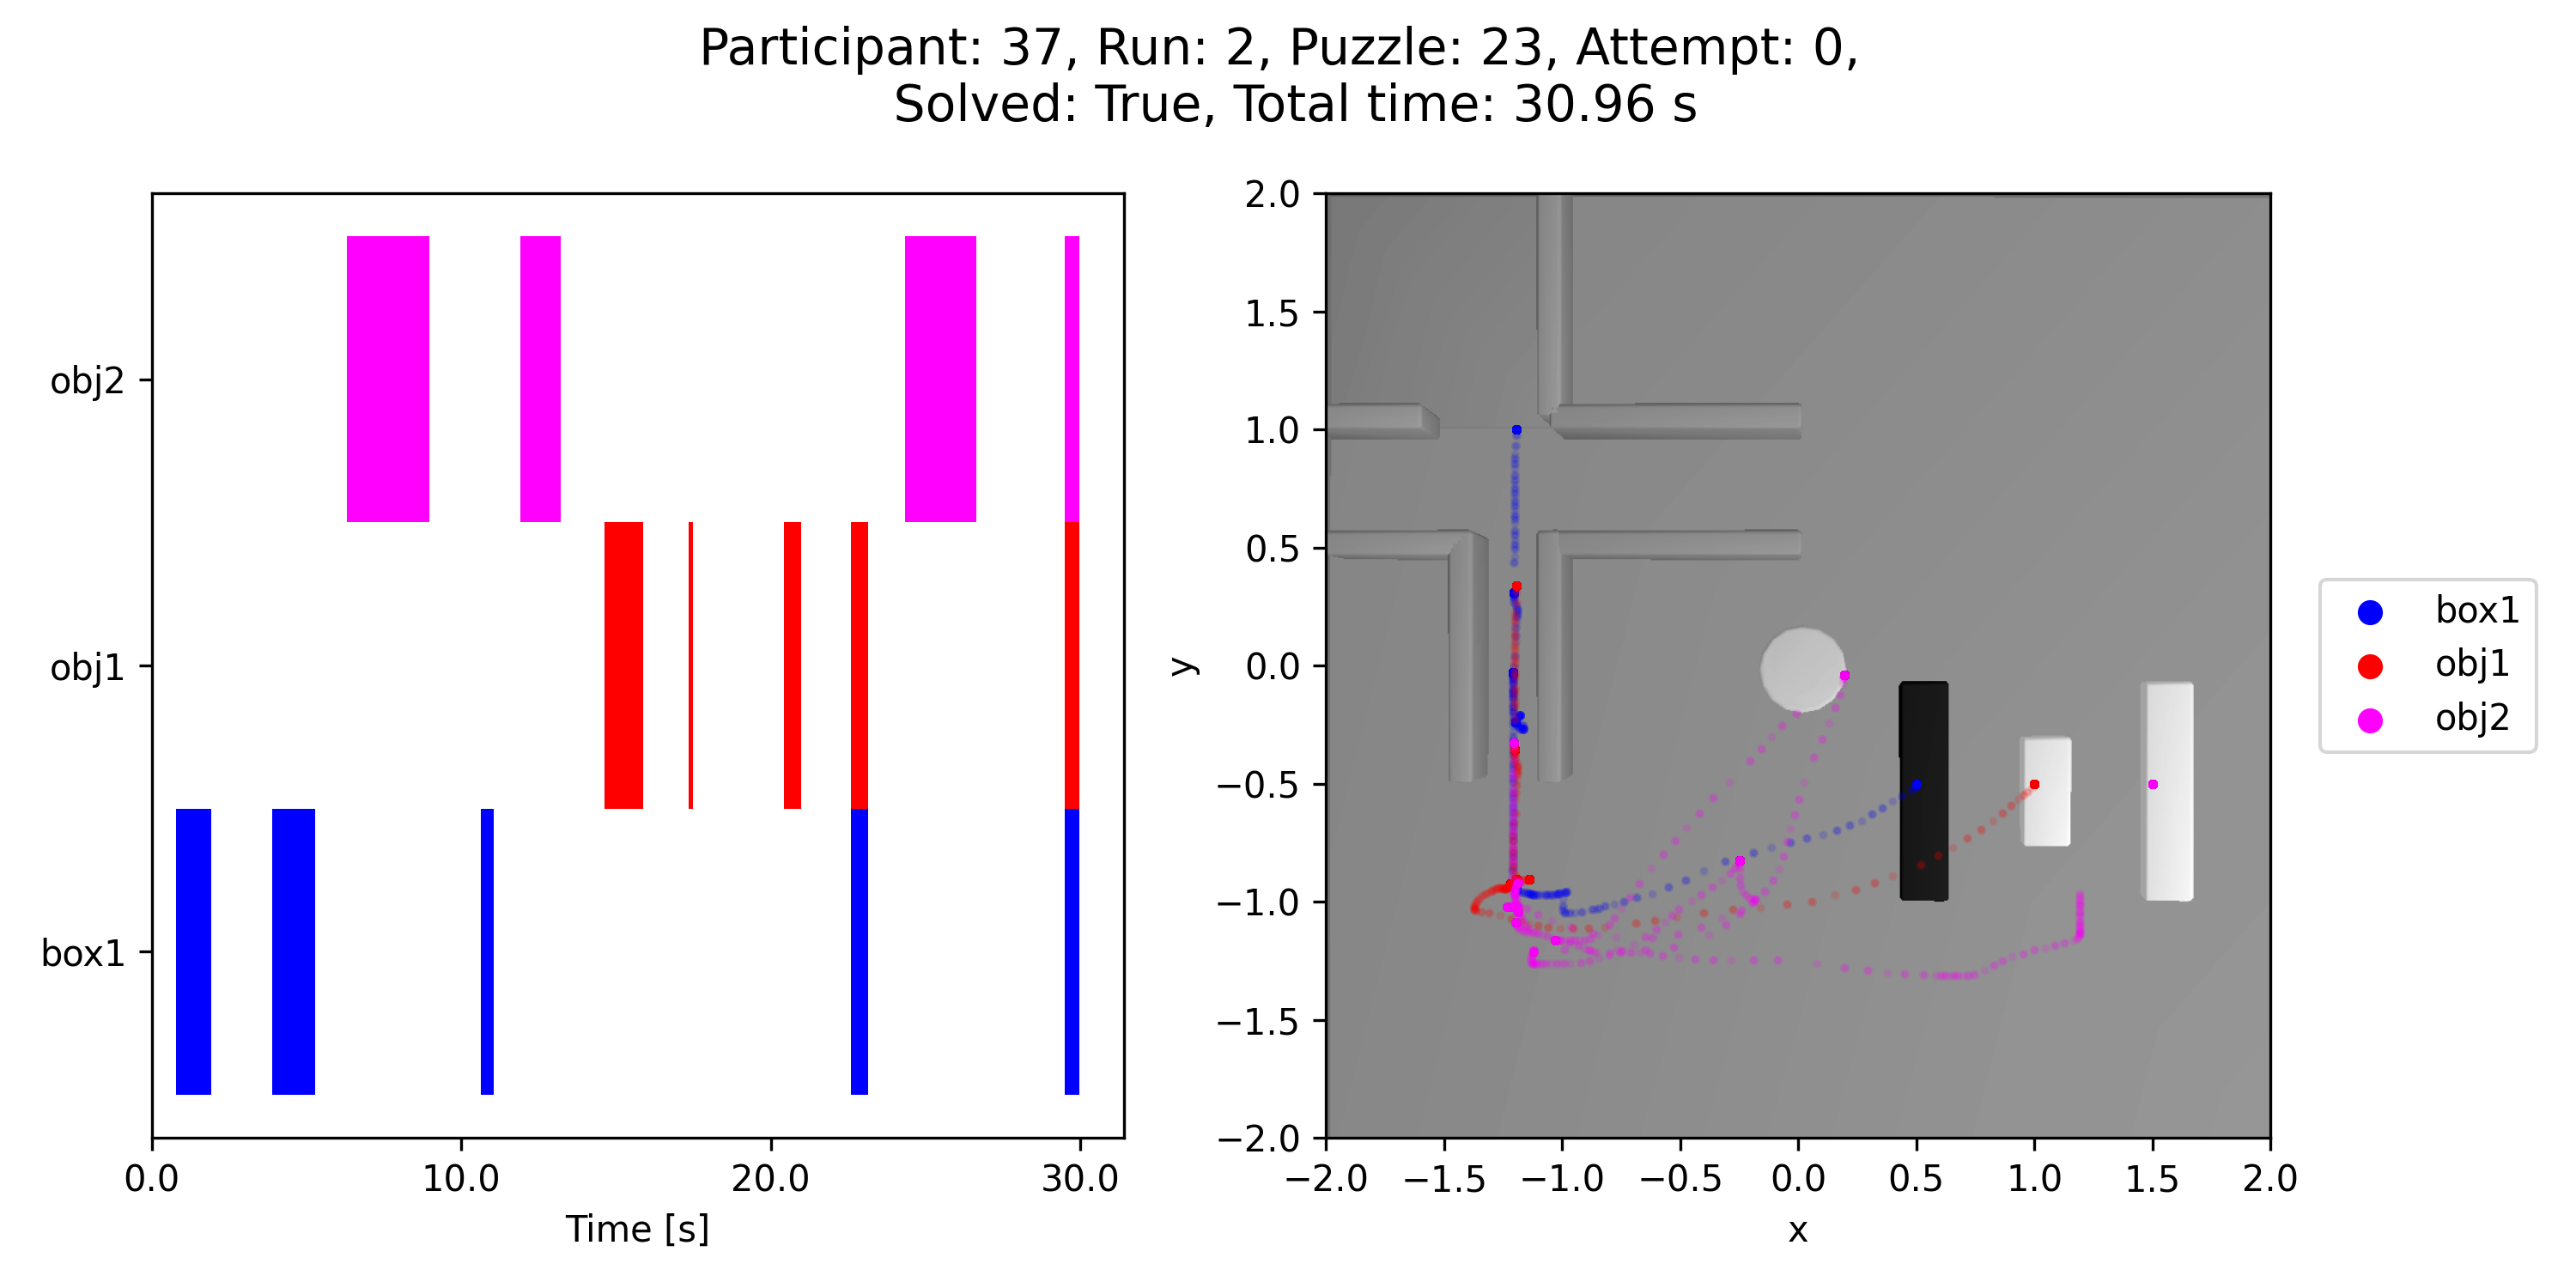 Participant: 37, Run: 2, Puzzle: 23, Attempt: 0,
Solved: True, Total time: 30.96 s
obj2
obj1
box1
0.0 10.0 20.0 30.0
Time [s]
2.0
1.5
1.0
0.5
0.0
−0.5
−1.0
−1.5
−2.0
y
−2.0 −1.5 −1.0 −0.5 0.0 0.5 1.0 1.5 2.0
x
box1
obj1
obj2